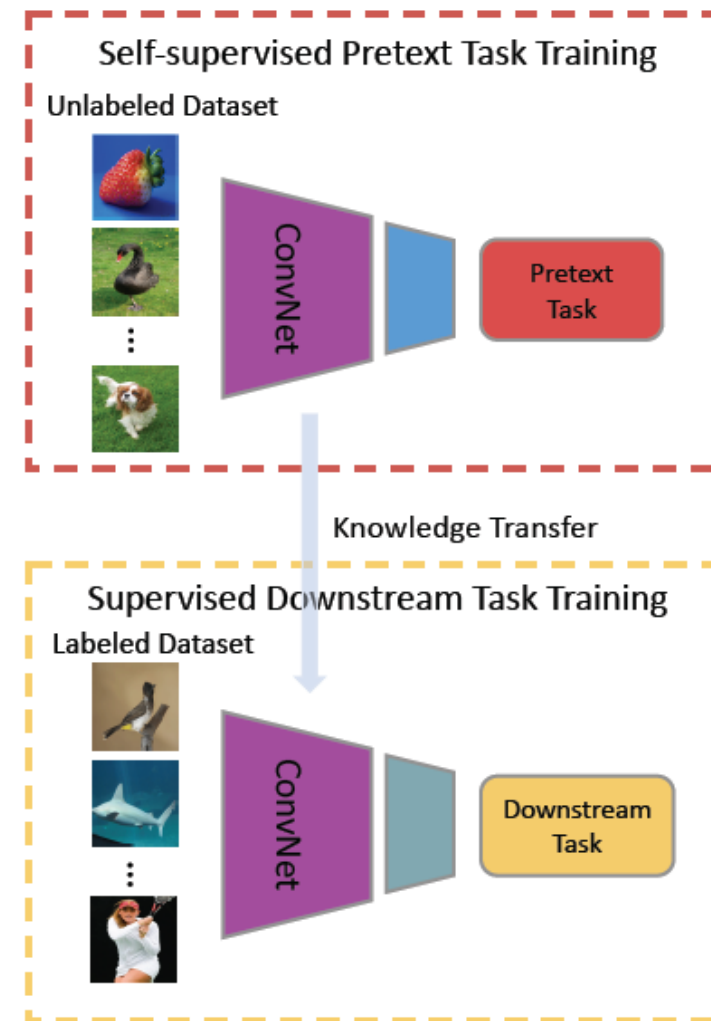 Self-supervised Pretext Task Training
Unlabeled Dataset
ConvNet
Pretext
Task
...
Knowledge Transfer
Supervised Downstream Task Training
Labeled Dataset
ConvNet
Downstream
Task
...